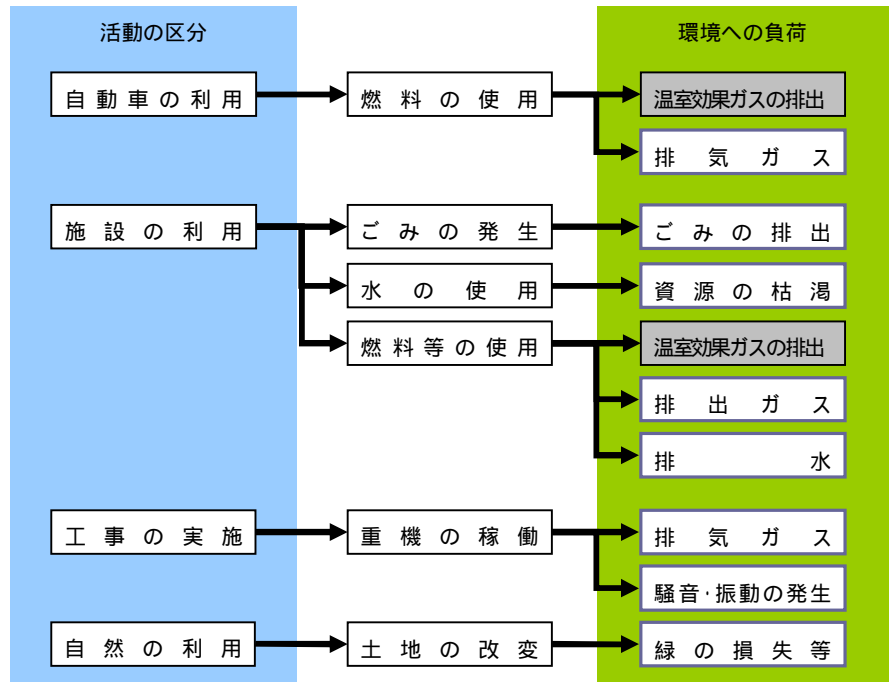 活動の区分
環境への負荷
自動車の利用
燃料の使用
温室効果ガスの排出
排気ガス
施設の利用
ごみの発生
ごみの排出
水の使用
資源の枯渇
燃料等の使用
温室効果ガスの排出
排出ガス
排水
工事の実施
重機の稼働
排気ガス
騒音・振動の発生
自然の利用
土地の改変
緑の損失等